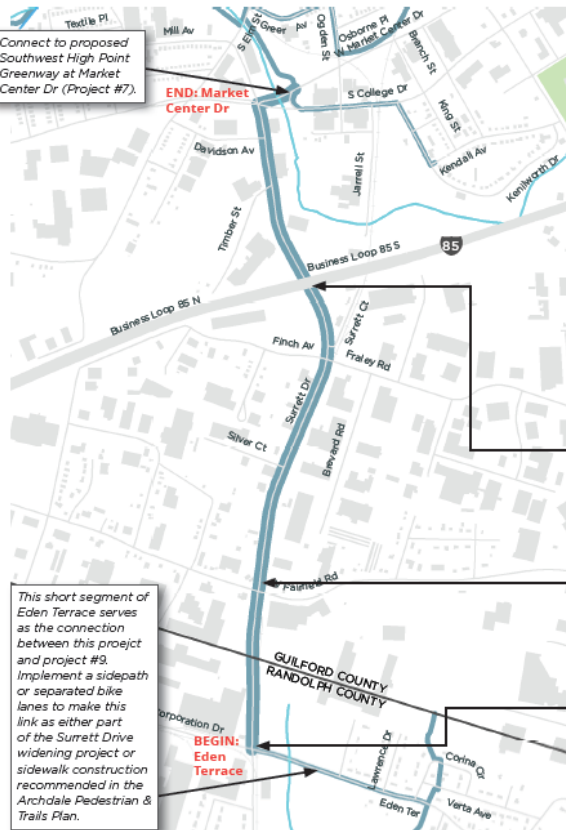 Textile Pl
Mill Av
S Elm St
Greer Av
Ogden St
Osborne Pl
W Market Center Dr
Branch St
Connect to proposed
Southwest High Point
Greenway at Market
Center Dr (Project #7).
END: Market
Center Dr
S College Dr
King St
Kendall Av
Kenilworth Dr
Davidson Av
Jarrell St
Timber St
85
Business Loop 85 S
Business Loop 85 N
Finch Av
Surrett Ct
Fraley Rd
Surrett Dr
Silver Ct
Brevard Rd
Fairfield Rd
This short segment of
Eden Terrace serves
as the connection
between this proejct
and project #9.
Implement a sidepath
or separated bike
lanes to make this
link as either part
of the Surrett Drive
widening project or
sidewalk construction
recommended in the
Archdale Pedestrian &
Trails Plan.
GUILFORD COUNTY
RANDOLPH COUNTY
orporation Dr
BEGIN:
Eden
Terrace
Lawrence Dr
Corina Cir
Eden Ter
Verta Ave